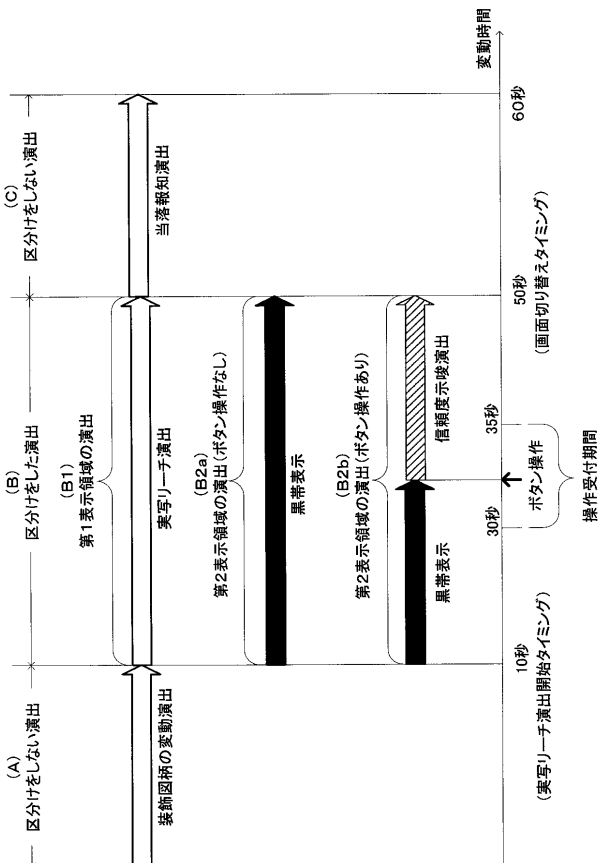 (A)
区分けをしない演出
(B)
区分けをした演出
(C)
区分けをしない演出
(B1)
第1表示領域の演出
装飾図柄の変動演出
実写リーチ演出
当落報知演出
(B2a)
第2表示領域の演出(ボタン操作なし)
黒帯表示
(B2b)
第2表示領域の演出(ボタン操作あり)
黒帯表示
信頼度示唆演出
変動時間
10秒
(実写リーチ演出開始タイミング)
30秒
ボタン操作
35秒
操作受付期間
50秒
(画面切り替えタイミング)
60秒